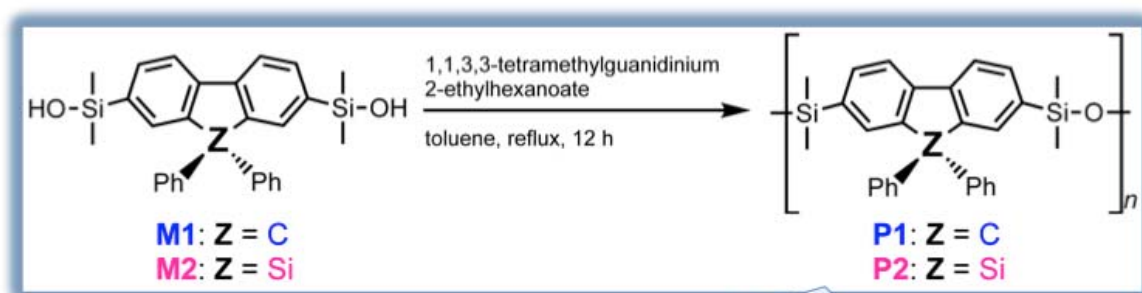 1,1,3,3-tetramethylguanidinium
2-ethylhexanoate
toluene, reflux, 12 h
HO-Si
Si-OH
Z
Ph
Ph
M1: Z = C
M2: Z = Si
Si
Si-O
Z
Ph
Ph
n
P1: Z = C
P2: Z = Si